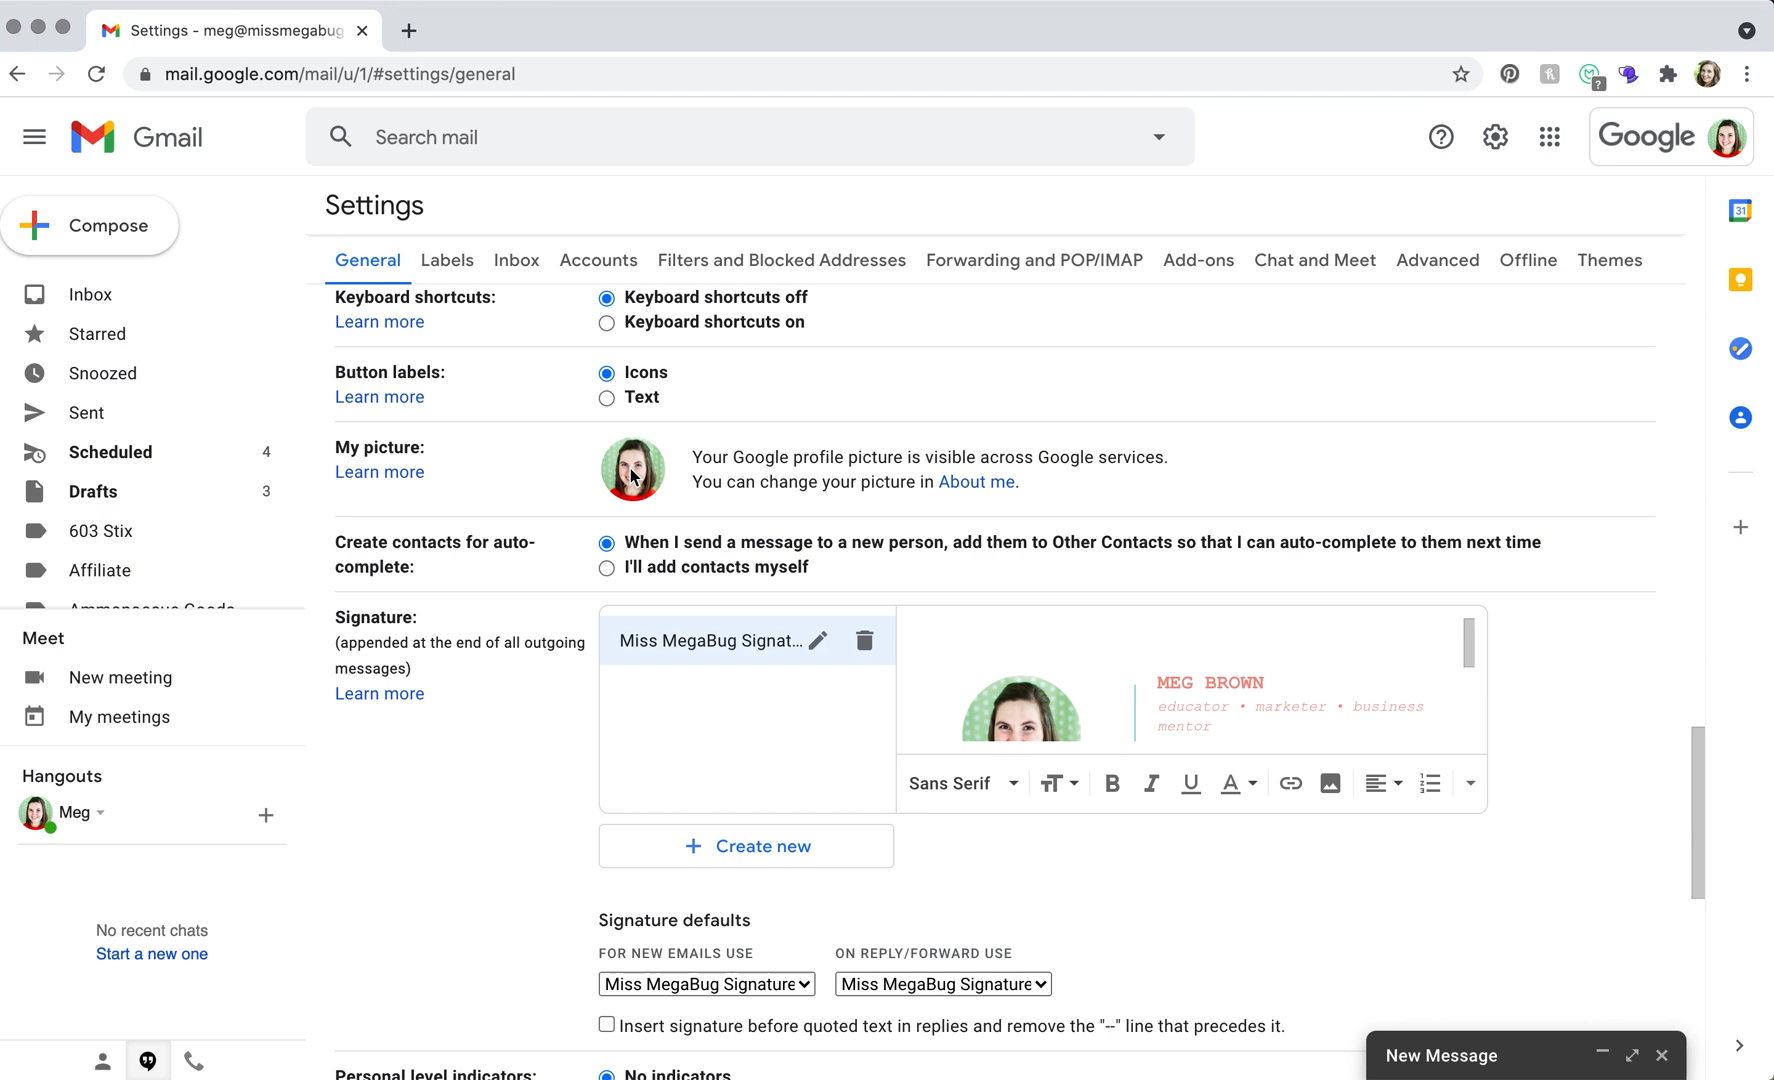 Settings - meg@missmegabug
mail.google.com/mail/u/1/#settings/general
?
Gmail
Search mail
Google
Settings
Compose
General Labels Inbox Accounts Filters and Blocked Addresses Forwarding and POP/IMAP Add-ons Chat and Meet Advanced Offline Themes
31
Inbox
Starred
Snoozed
Sent
Scheduled 4
Drafts 3
603 Stix
Affiliate
Meet
New meeting
My meetings
Hangouts
Meg
No recent chats
Start a new one
Keyboard shortcuts:
Learn more
Keyboard shortcuts off
Keyboard shortcuts on
Button labels:
Learn more
Icons
Text
My picture:
Learn more
Your Google profile picture is visible across Google services.
You can change your picture in About me.
Create contacts for auto-
complete:
When I send a message to a new person, add them to Other Contacts so that I can auto-complete to them next time
I'll add contacts myself
Signature:
(appended at the end of all outgoing
messages)
Learn more
Miss MegaBug Signat...
MEG BROWN
educator • marketer • business
mentor
Sans Serif
Create new
Signature defaults
FOR NEW EMAILS USE
Miss MegaBug Signature
ON REPLY/FORWARD USE
Miss MegaBug Signature
Insert signature before quoted text in replies and remove the "--" line that precedes it.
Personal level indicators:
No indicators
New Message